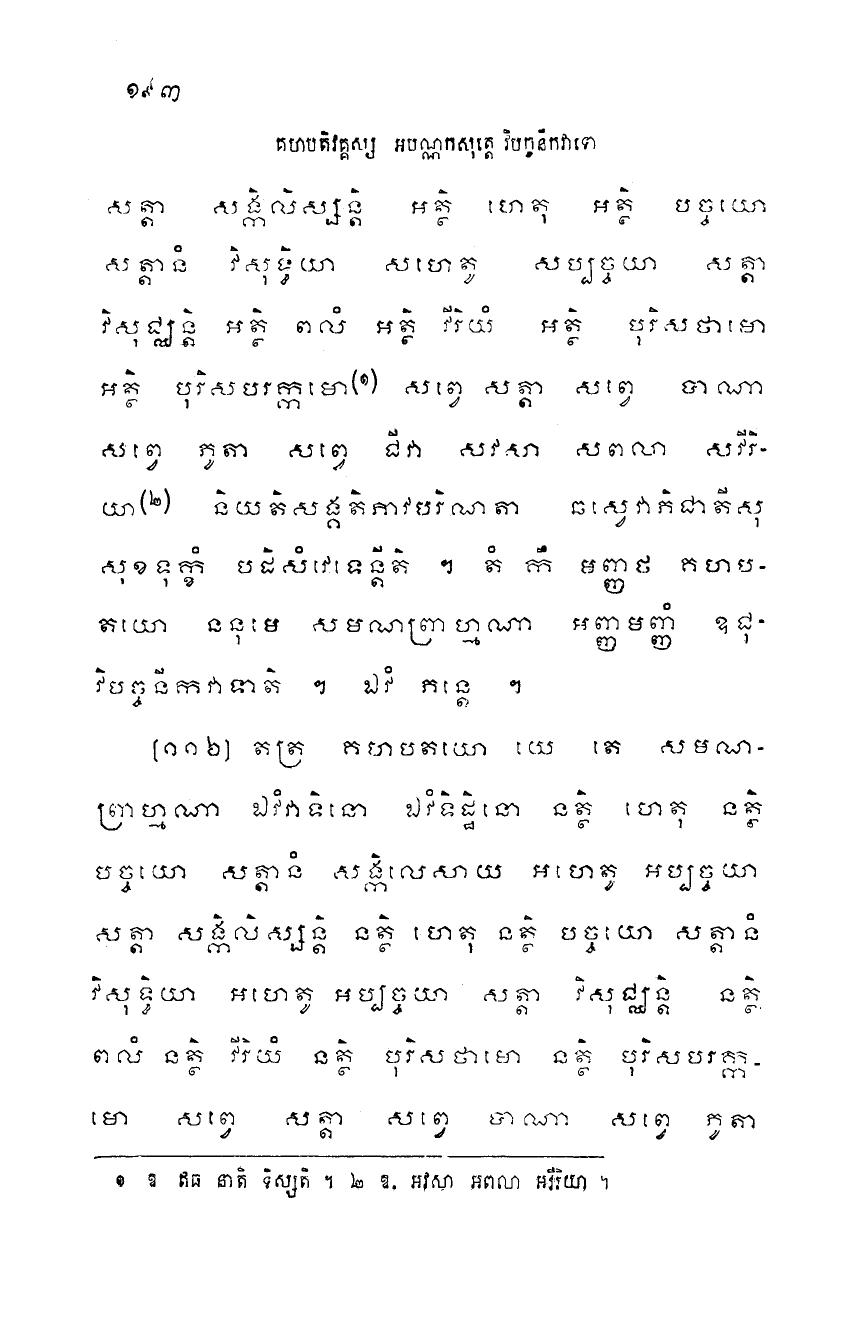 ១៩៣
គហបតិវគ្គស្ស អបណ្ណកសុត្តេ វិបច្ចនីកវាទោ
សត្តា សង្កិលិស្សន្តិ អត្ថិ ហេតុ អត្ថិ បច្ចយោ
សត្តានំ វិសុទ្ធិយា សហេតូ សប្បច្ចយា សត្តា
វិសុជ្ឈន្តិ អត្ថិ ពលំ អត្ថិ វីរិយំ អត្ថិ បុរិសថាមោ
អត្ថិ បុរិសបរក្កមោ(១) សព្វេ សត្តា សព្វេ បាណា
សព្វេ ភូតា សព្វេ ជីវា សវសា សពលា សវីរិ-
យា(២) និយតិសង្គតិភាវបរិណតា ឆស្វេវាភិជាតីសុ
សុខទុក្ខំ បដិសំវេទេន្តីតិ ។ តំ កឹ មញ្ញថ គហប-
តយោ ននុមេ សមណព្រាហ្មណា អញ្ញមញ្ញំ ឧជុ-
វិបច្ចនីកវាទាតិ ។ ឯវំ ភន្តេ ។
[១១២] តត្រ គហបតយោ យេ តេ សមណ-
ព្រាហ្មណា ឯវំវាទិនោ ឯវំទិដ្ឋិនោ នត្ថិ ហេតុ នត្ថិ
បច្ចយោ សត្តានំ សង្កិលេសាយ អហេតូ អប្បច្ចយា
សត្តា សង្កិលិស្សន្តិ នត្ថិ ហេតុ នត្ថិ បច្ចយោ សត្តានំ
វិសុទ្ធិយា អហេតូ អប្បច្ចយា សត្តា វិសុជ្ឈន្តិ នត្ថិ
ពលំ នត្ថិ វីរិយំ នត្ថិ បុរិសថាមោ នត្ថិ បុរិសបរក្ក-
មោ សព្វេ សត្តា សព្វេ បាណា សព្វេ ភូតា
១ ឱ ឥធ នាតិ ទិស្សតិ ។ ២ ឱ. អវសា អពលា អវីរិយា ។